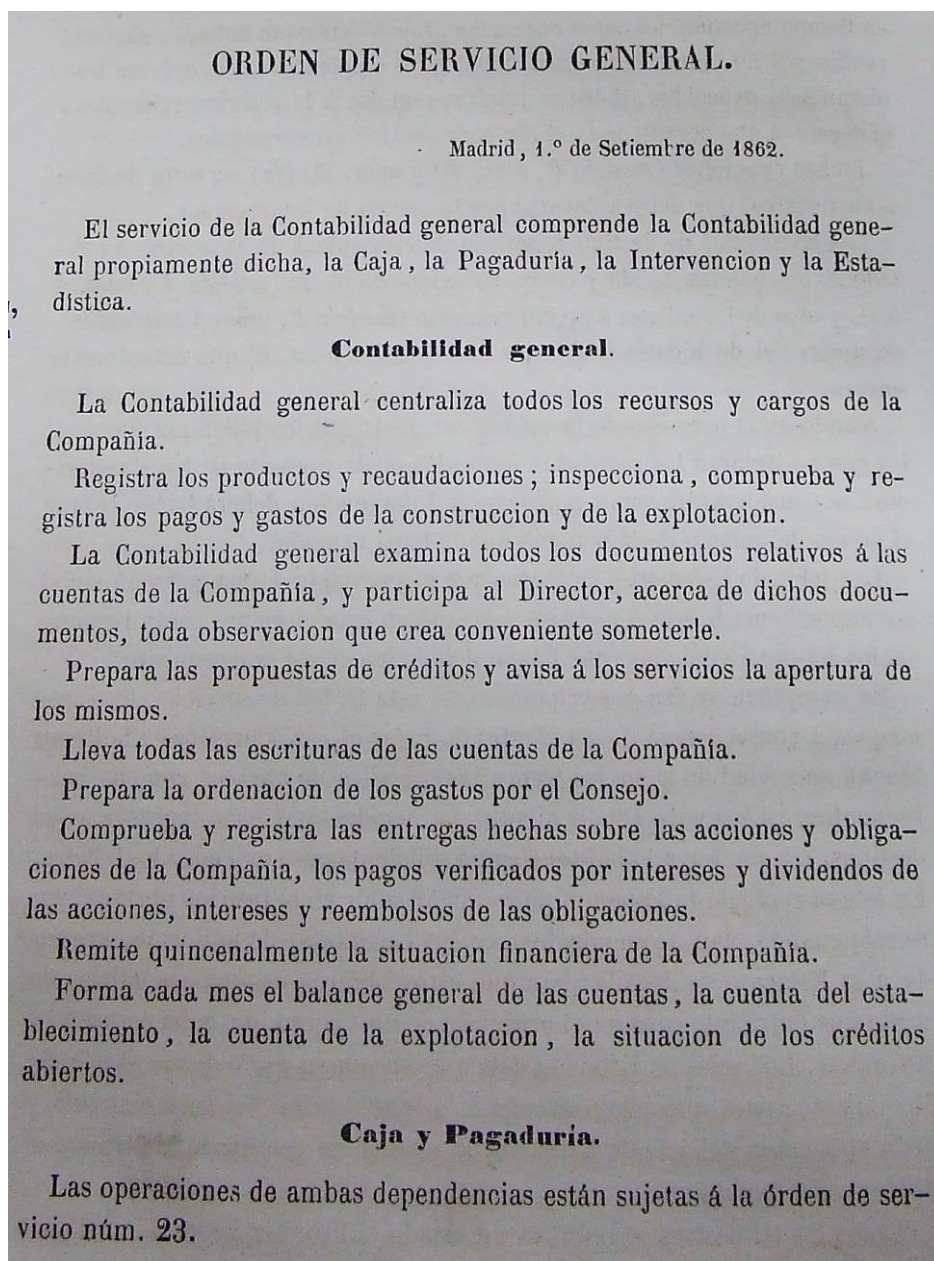 ORDEN DE SERVICIO GENERAL.
Madrid, 1.º de Setiembre de 1862.
El servicio de la Contabilidad general comprende la Contabilidad gene-
ral propiamente dicha, la Caja, la Pagaduría, la Intervencion y la Esta-
dística.
Contabilidad general.
La Contabilidad general centraliza todos los recursos y cargos de la
Compañía.
Registra los productos y recaudaciones; inspecciona, comprueba y re-
gistra los pagos y gastos de la construccion y de la explotacion.
La Contabilidad general examina todos los documentos relativos á las
cuentas de la Compañía, y participa al Director, acerca de dichos docu-
mentos, toda observacion que crea conveniente someterle.
Prepara las propuestas de créditos y avisa á los servicios la apertura de
los mismos.
Lleva todas las escrituras de las cuentas de la Compañía.
Prepara la ordenacion de los gastos por el Consejo.
Comprueba y registra las entregas hechas sobre las acciones y obliga-
ciones de la Compañía, los pagos verificados por intereses y dividendos de
las acciones, intereses y reembolsos de las obligaciones.
Remite quincenalmente la situacion financiera de la Compañía.
Forma cada mes el balance general de las cuentas, la cuenta del esta-
blecimiento, la cuenta de la explotacion, la situacion de los créditos
abiertos.
Caja y Pagaduría.
Las operaciones de ambas dependencias están sujetas á la órden de ser-
vicio núm. 23.